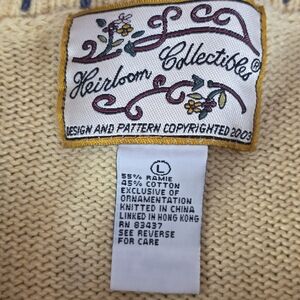 Heirloom Collectibles®
DESIGN AND PATTERN COPYRIGHTED 2003
L
55% RAMIE
45% COTTON
EXCLUSIVE OF
ORNAMENTATION
KNITTED IN CHINA
LINKED IN HONG KONG
RN 83437
SEE REVERSE
FOR CARE